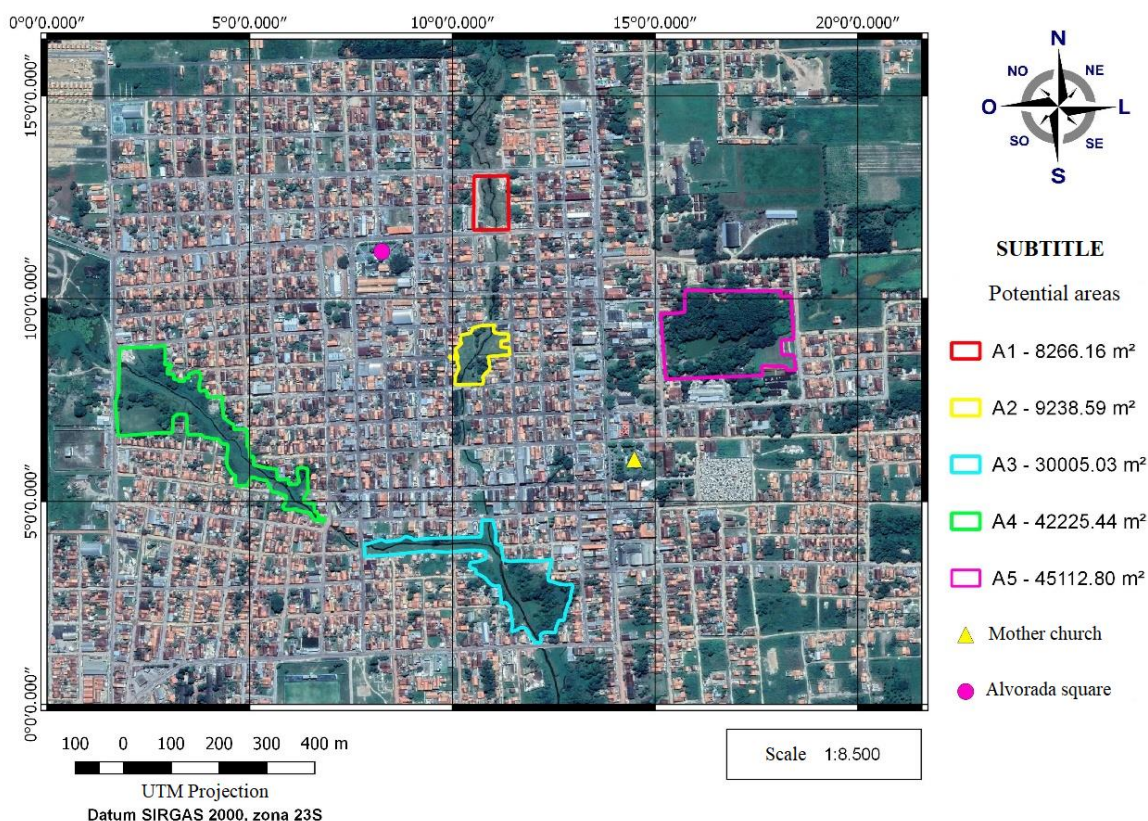 0°0'0.000" 5°0'0.000" 10°0'0.000" 15°0'0.000" 20°0'0.000"
15°0'0.000"
10°0'0.000"
5°0'0.000"
0°0'0.000"
N
NO NE
O L
SO SE
S
SUBTITLE
Potential areas
A1 - 8266.16 m²
A2 - 9238.59 m²
A3 - 30005.03 m²
A4 - 42225.44 m²
A5 - 45112.80 m²
Mother church
Alvorada square
100 0 100 200 300 400 m
UTM Projection
Datum SIRGAS 2000, zona 23S
Scale 1:8.500